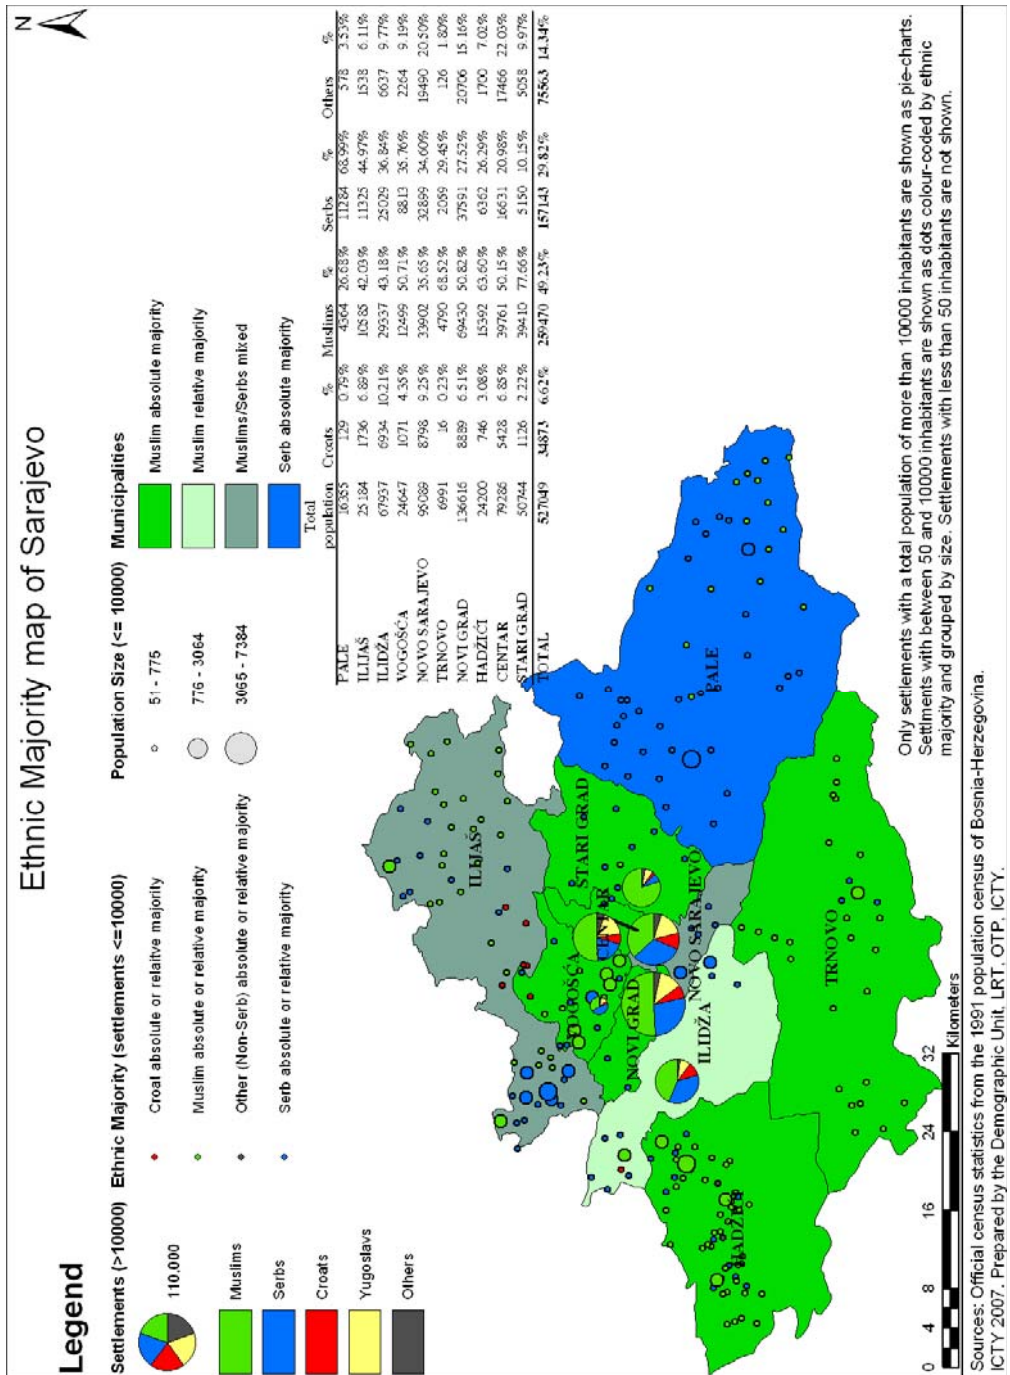 Ethnic Majority map of Sarajevo
N
Legend
Settlements (>10000)
110,000
Muslims
Serbs
Croats
Yugoslavs
Others
Ethnic Majority (settlements <=10000)
Croat absolute or relaitve majority
Muslim absolute or relative majority
Other (Non-Serb) absolute or relative majority
Serb absolute or relative majority
Population Size (<= 10000)
51 - 775
776 - 3064
3065 - 7384
Municipalities
Muslim absolute majority
Muslim relative majority
Muslims/Serbs mixed
Serb absolute majority
Total
population Croats % Muslims % Serbs % Others %
PALE 16355 129 0.79% 4364 26.68% 11284 68.99% 578 3.53%
ILIJAŠ 25184 1736 6.89% 10585 42.03% 11325 44.97% 1538 6.11%
ILIDŽA 67937 6934 10.21% 29337 43.18% 25029 36.84% 6637 9.77%
VOGOŠĆA 24647 1071 4.35% 12499 50.71% 8813 35.76% 2264 9.19%
NOVO SARAJEVO 95089 8798 9.25% 33902 35.65% 32899 34.60% 19490 20.50%
TRNOVO 6991 16 0.23% 4790 68.52% 2059 29.45% 126 1.80%
NOVI GRAD 136616 8889 6.51% 69430 50.82% 37591 27.52% 20706 15.16%
HADŽIĆI 24200 746 3.08% 15392 63.60% 6362 26.29% 1700 7.02%
CENTAR 79286 5428 6.85% 39761 50.15% 16631 20.98% 17466 22.03%
STARI GRAD 50744 1126 2.22% 39410 77.66% 5150 10.15% 5058 9.97%
TOTAL 527049 34873 6.62% 259470 49.23% 157143 29.82% 75563 14.34%
ILIJAŠ
STARI GRAD
CENTAR
VOGOŠĆA
NOVI GRAD
NOVO SARAJEVO
ILIDŽA
PALE
HADŽIĆI
TRNOVO
0 4 8 16 24 32
Kilometers
Only settlements with a total population of more than 10000 inhabitants are shown as pie-charts.
Settlments with between 50 and 10000 inhabitants are shown as dots colour-coded by ethnic
majority and grouped by size. Settlements with less than 50 inhabitants are not shown.
Sources: Official census statistics from the 1991 population census of Bosnia-Herzegovina.
ICTY 2007. Prepared by the Demographic Unit, LRT, OTP, ICTY.